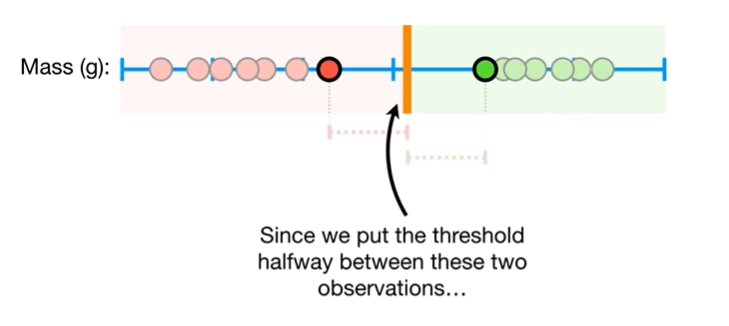 Mass (g):
Since we put the threshold
halfway between these two
observations…